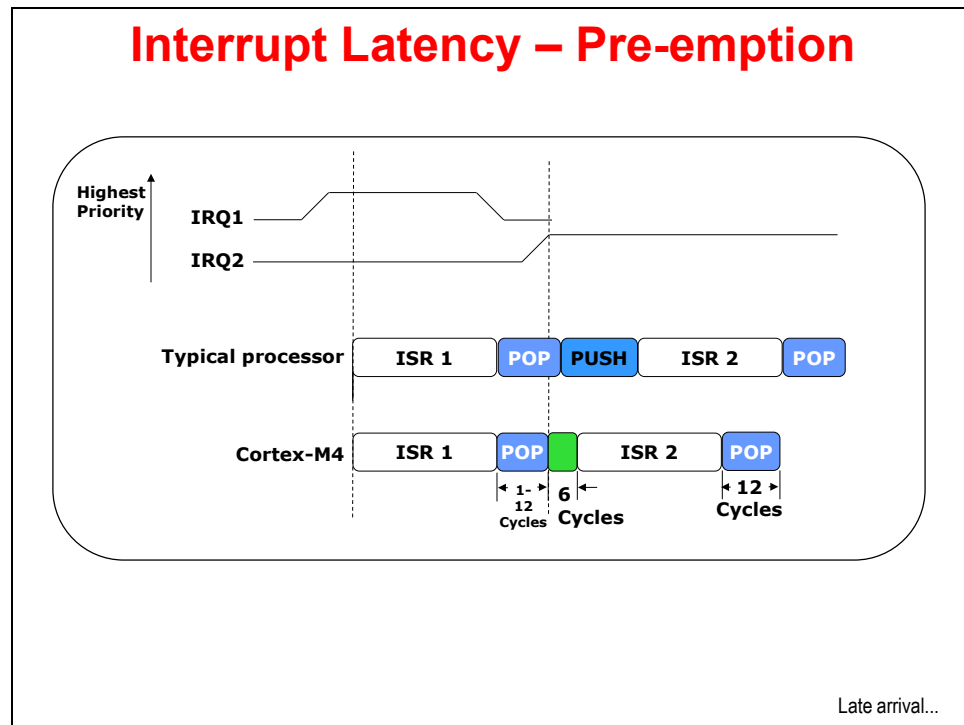 Interrupt Latency – Pre-emption
Highest
Priority
IRQ1
IRQ2
Typical processor
ISR 1
POP
PUSH
ISR 2
POP
Cortex-M4
ISR 1
POP
ISR 2
POP
1-
12
Cycles
6
Cycles
12
Cycles
Late arrival...